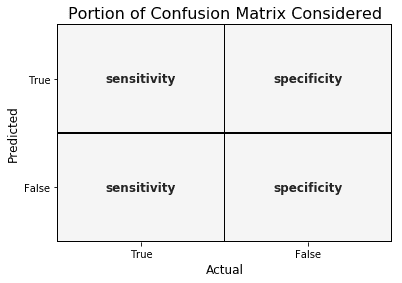 Portion of Confusion Matrix Considered
Predicted
True
sensitivity
specificity
False
sensitivity
specificity
True
False
Actual